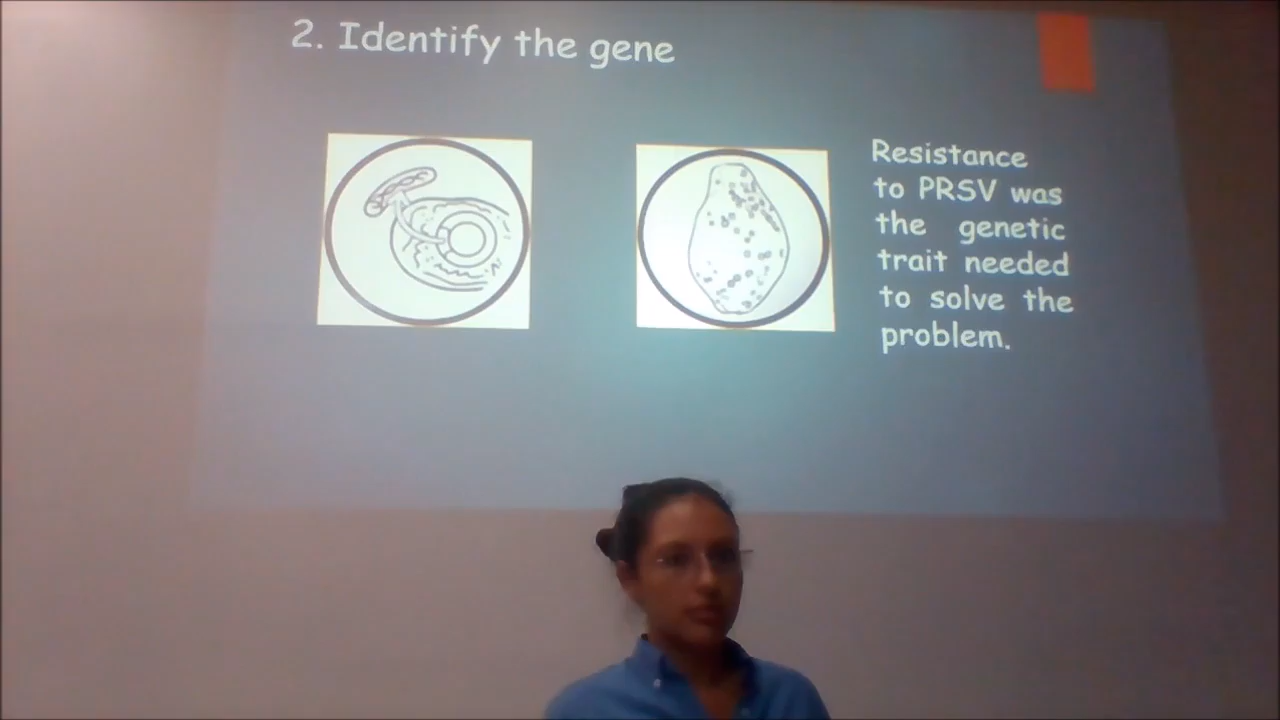 2. Identify the gene
Resistance
to PRSV was
the genetic
trait needed
to solve the
problem.